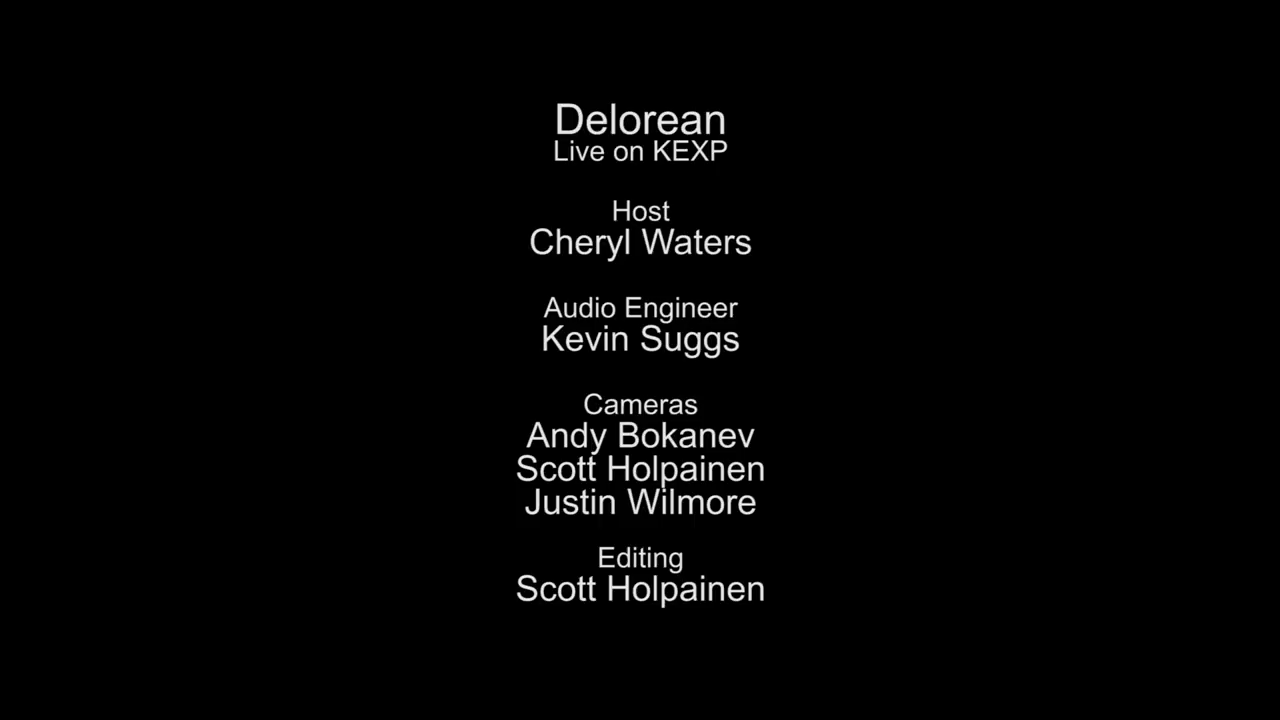 Delorean
Live on KEXP
Host
Cheryl Waters
Audio Engineer
Kevin Suggs
Cameras
Andy Bokanev
Scott Holpainen
Justin Wilmore
Editing
Scott Holpainen